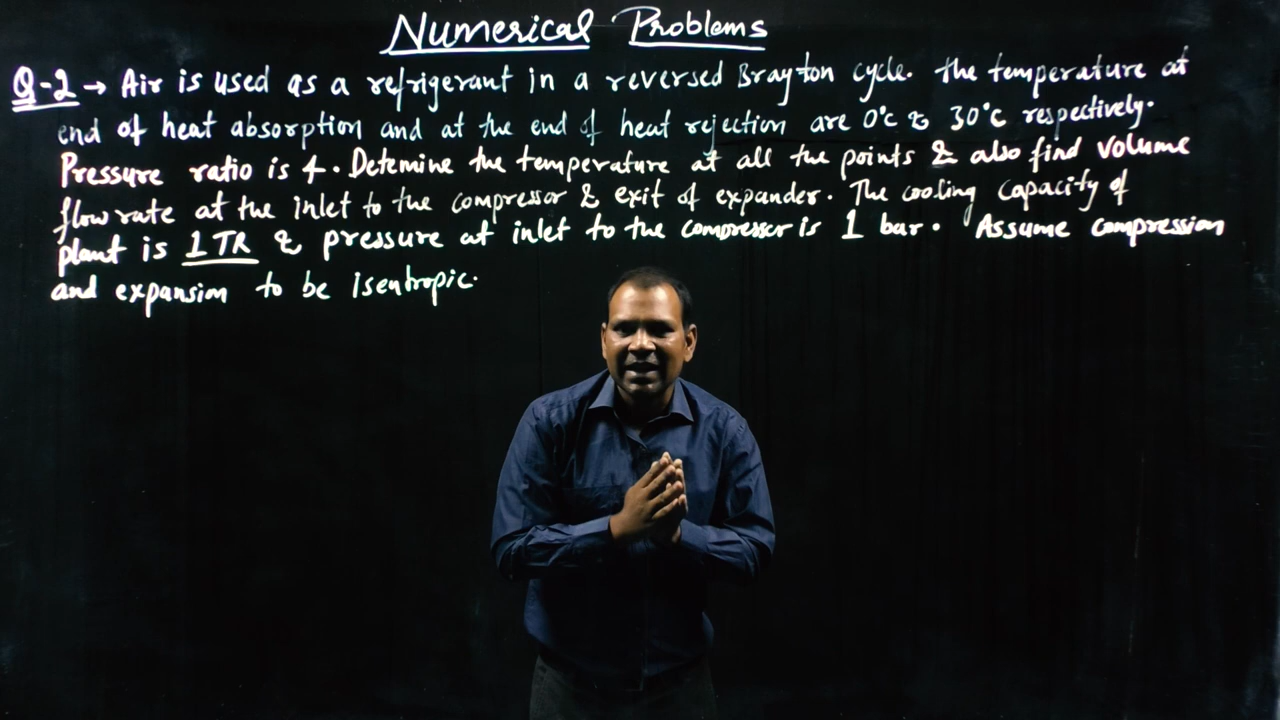 Numerical Problems
Q-2 → Air is used as a refrigerant in a reversed Brayton cycle. The temperature at
end of heat absorption and at the end of heat rejection are 0°c & 30°c respectively.
Pressure ratio is 4. Detemine the temperature at all the points & also find volume
flow rate at the inlet to the compressor & exit of expander. The cooling capacity of
plant is 1 TR & pressure at inlet to the compressor is 1 bar. Assume compression
and expansion to be isentropic.